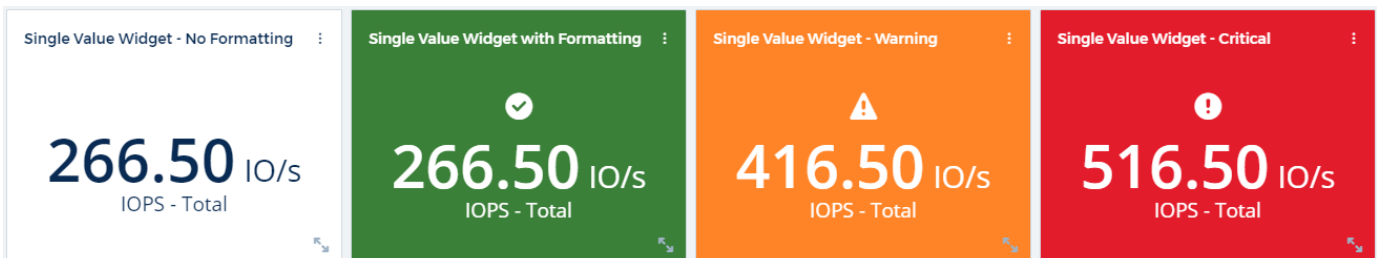 Single Value Widget - No Formatting
266.50 IO/s
IOPS - Total
Single Value Widget with Formatting
266.50 IO/s
IOPS - Total
Single Value Widget - Warning
416.50 IO/s
IOPS - Total
Single Value Widget - Critical
516.50 IO/s
IOPS - Total